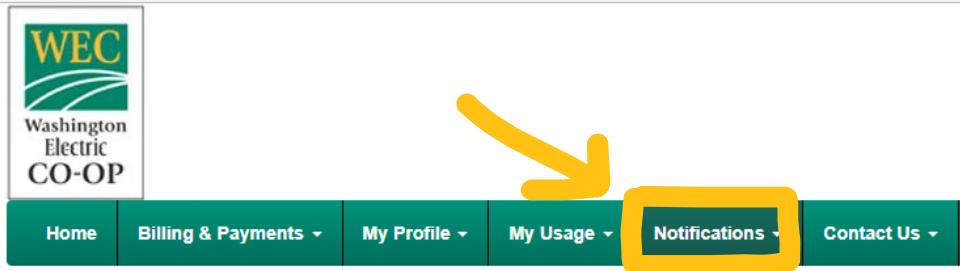 WEC
Washington
Electric
CO-OP
Home Billing & Payments My Profile My Usage Notifications Contact Us